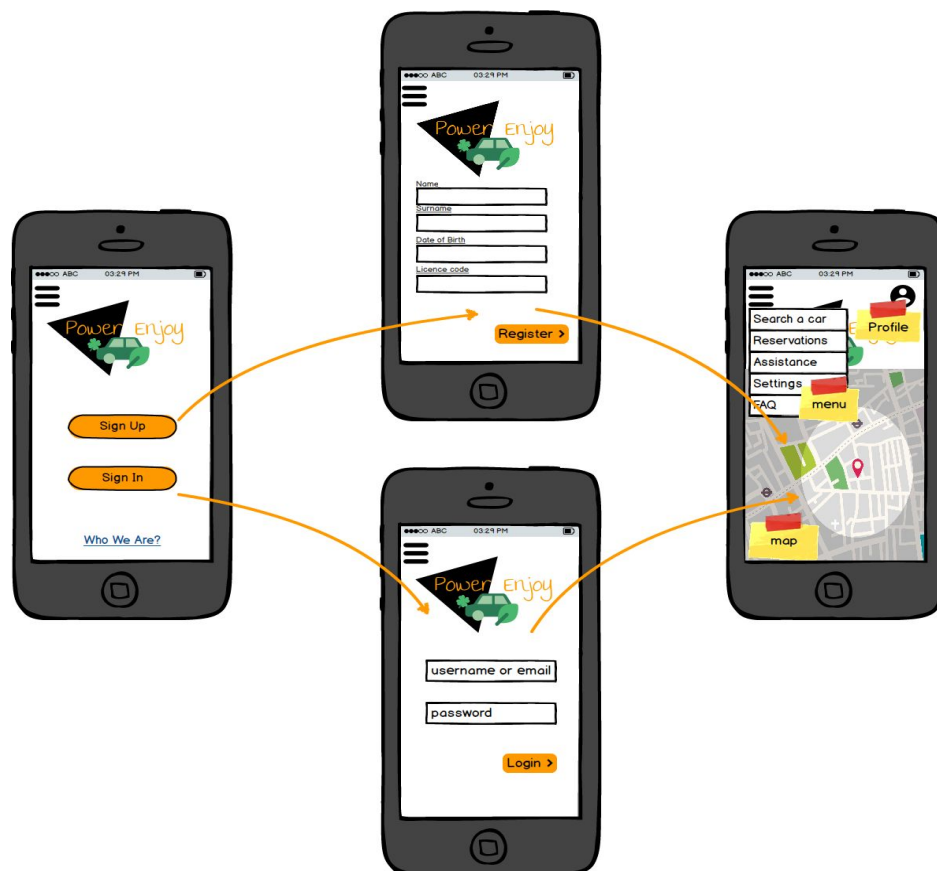 ABC 03:29 PM
Power Enjoy
Sign Up
Sign In
Who We Are?
ABC 03:29 PM
Power Enjoy
Name
Surname
Date of Birth
Licence code
Register >
ABC 03:29 PM
Power Enjoy
username or email
password
Login >
ABC 03:29 PM
Search a car
Reservations
Assistance
Settings
FAQ
Profile
menu
map